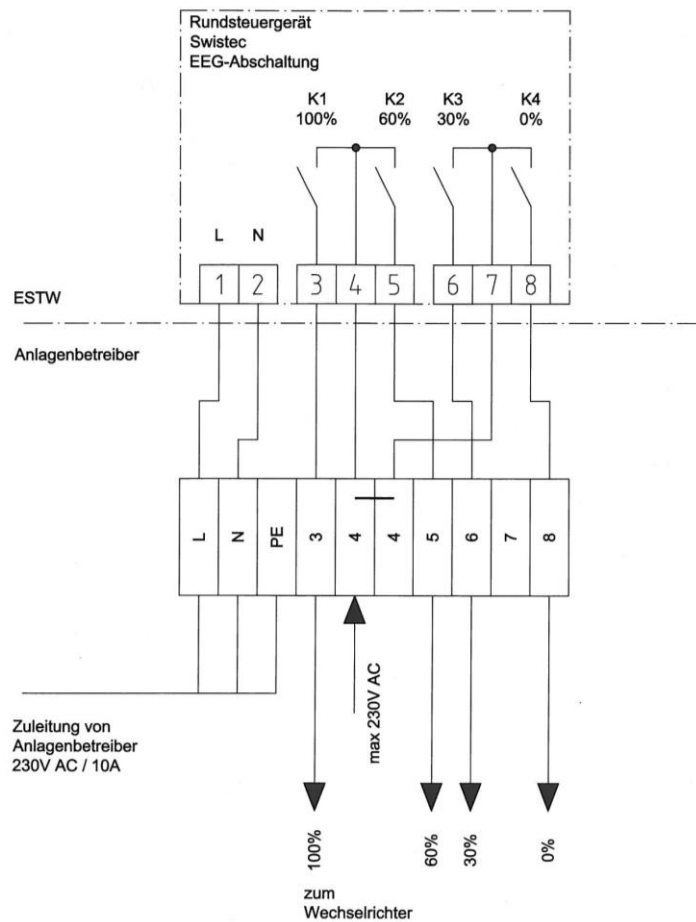 Rundsteuergerät
Swistec
EEG-Abschaltung
K1 K2 K3 K4
100% 60% 30% 0%
L N
1 2 3 4 5 6 7 8
ESTW
Anlagenbetreiber
L N PE 3 4 4 5 6 7 8
max 230V AC
Zuleitung von
Anlagenbetreiber
230V AC / 10A
100% 60% 30% 0%
zum
Wechselrichter